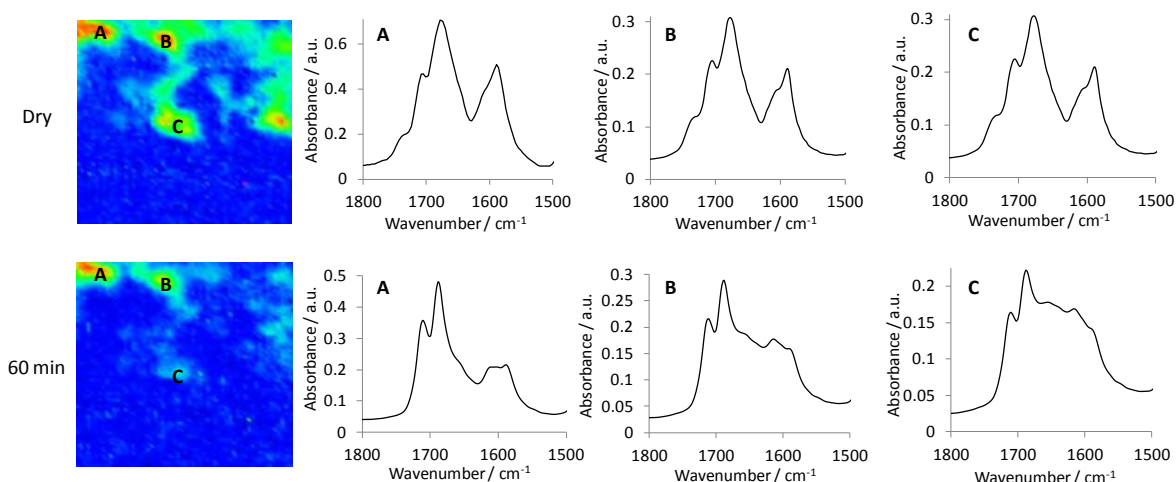 Dry
A
B
C
A
Absorbance / a.u.
0.6
0.4
0.2
0
1800 1700 1600 1500
Wavenumber / cm-1
B
Absorbance / a.u.
0.3
0.2
0.1
0
1800 1700 1600 1500
Wavenumber / cm-1
C
Absorbance / a.u.
0.3
0.2
0.1
0
1800 1700 1600 1500
Wavenumber / cm-1
60 min
A
B
C
A
Absorbance / a.u.
0.5
0.4
0.3
0.2
0.1
0
1800 1700 1600 1500
Wavenumber / cm-1
B
Absorbance / a.u.
0.3
0.25
0.2
0.15
0.1
0.05
0
1800 1700 1600 1500
Wavenumber / cm-1
C
Absorbance / a.u.
0.2
0.15
0.1
0.05
0
1800 1700 1600 1500
Wavenumber / cm-1